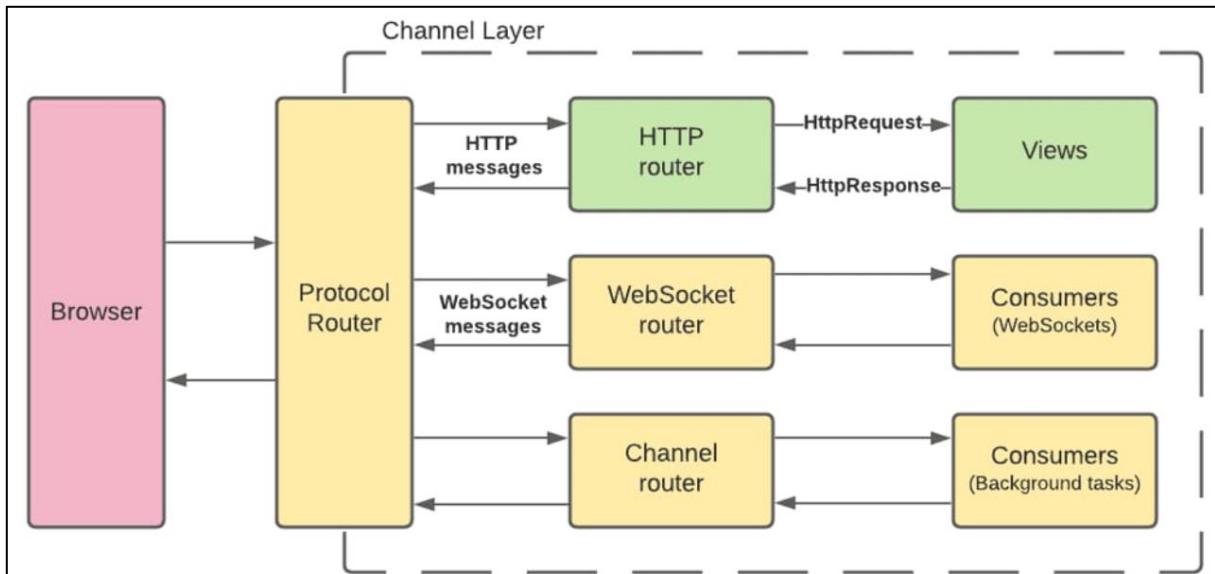 Channel Layer
Browser
Protocol
Router
HTTP
messages
HTTP
router
HttpRequest
HttpResponse
Views
WebSocket
messages
WebSocket
router
Consumers
(WebSockets)
Channel
router
Consumers
(Background tasks)